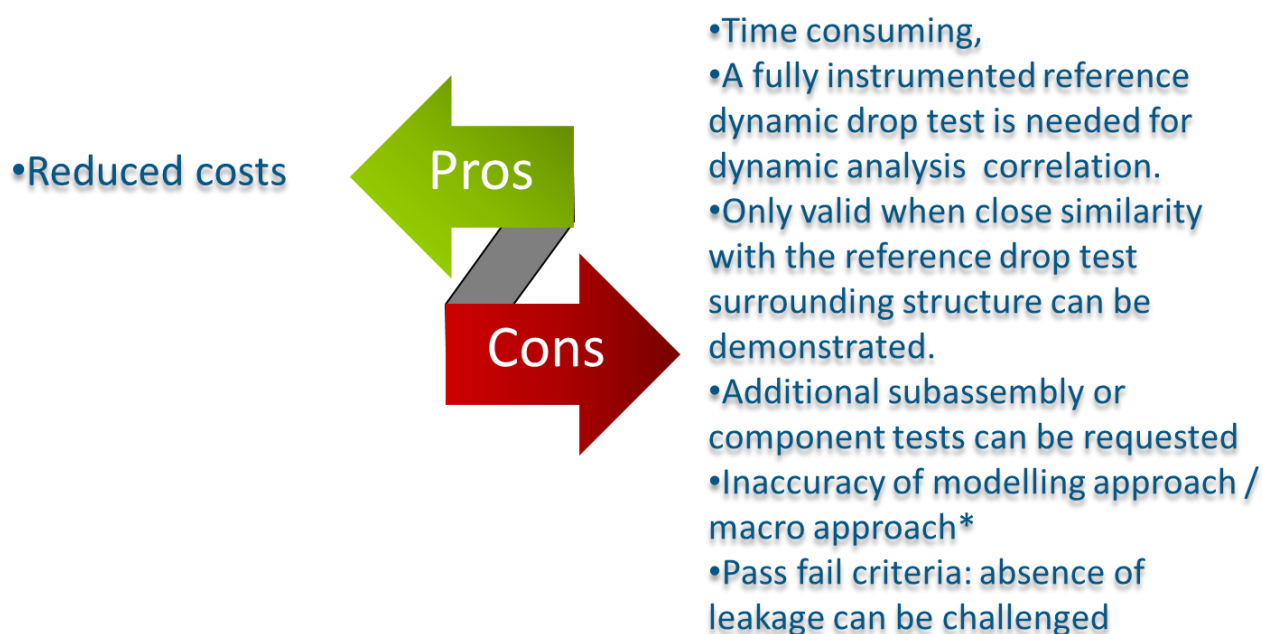 •Reduced costs
Pros
Cons
•Time consuming,
•A fully instrumented reference
dynamic drop test is needed for
dynamic analysis  correlation.
•Only valid when close similarity
with the reference drop test
surrounding structure can be
demonstrated.
•Additional subassembly or
component tests can be requested
•Inaccuracy of modelling approach /
macro approach*
•Pass fail criteria: absence of
leakage can be challenged